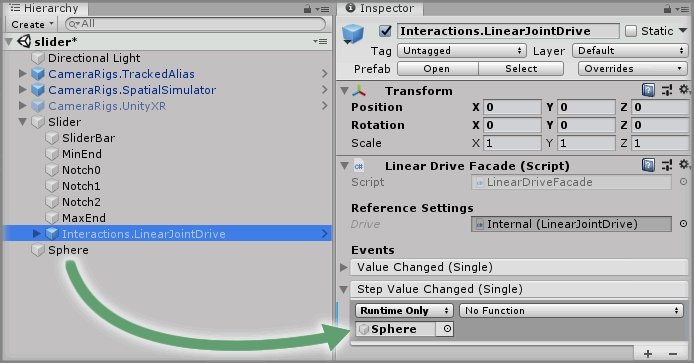 Hierarchy
Create All
slider*
Directional Light
CameraRigs.TrackedAlias
CameraRigs.SpatialSimulator
CameraRigs.UnityXR
Slider
SliderBar
MinEnd
Notch0
Notch1
Notch2
MaxEnd
Interactions.LinearJointDrive
Sphere
Inspector
Interactions.LinearJointDrive Static
Tag Untagged Layer Default
Prefab Open Select Overrides
Transform
Position X 0 Y 0 Z 0
Rotation X 0 Y 0 Z 0
Scale X 1 Y 1 Z 1
Linear Drive Facade (Script)
Script LinearDriveFacade
Reference Settings
Drive Internal (LinearJointDrive)
Events
Value Changed (Single)
Step Value Changed (Single)
Runtime Only No Function
Sphere